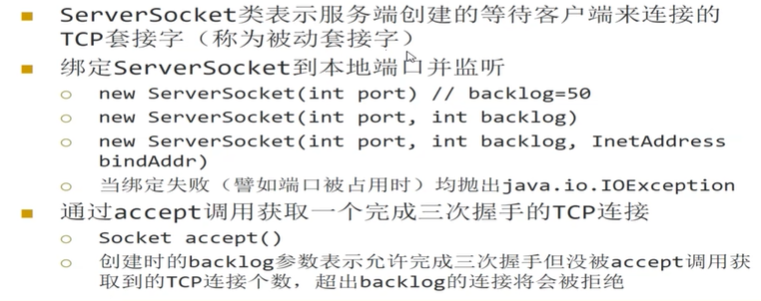 ServerSocket类表示服务端创建的等待客户端来连接的
TCP套接字（称为被动套接字）
绑定ServerSocket到本地端口并监听
new ServerSocket(int port) // backlog=50
new ServerSocket(int port, int backlog)
new ServerSocket(int port, int backlog, InetAddress
bindAddr)
当绑定失败（譬如端口被占用时）均抛出java.io.IOException
通过accept调用获取一个完成三次握手的TCP连接
Socket accept()
创建时的backlog参数表示允许完成三次握手但没被accept调用获
取到的TCP连接个数，超出backlog的连接将会被拒绝